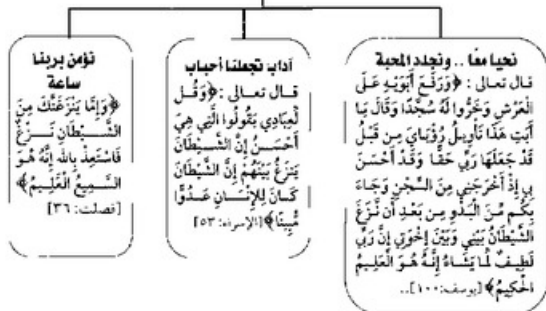 نحيا معًا .. ونجدد المحبة
قال تعالى : ﴿وَرَفَعَ أَبَوَيْهِ عَلَى
الْعَرْشِ وَخَرُّوا لَهُ سُجَّدًا وَقَالَ يَا
أَبَتِ هَذَا تَأْوِيلُ رُؤْيَايَ مِن قَبْلُ
قَدْ جَعَلَهَا رَبِّي حَقًّا وَقَدْ أَحْسَنَ
بِي إِذْ أَخْرَجَنِي مِنَ السِّجْنِ وَجَاءَ
بِكُم مِّنَ الْبَدْوِ مِن بَعْدِ أَن نَّزَغَ
الشَّيْطَانُ بَيْنِي وَبَيْنَ إِخْوَتِي إِنَّ رَبِّي
لَطِيفٌ لِّمَا يَشَاءُ إِنَّهُ هُوَ الْعَلِيمُ
الْحَكِيمُ﴾ [يوسف:١٠٠]..
آداب تجعلنا أحباب
قال تعالى : ﴿وَقُل
لِّعِبَادِي يَقُولُوا الَّتِي هِيَ
أَحْسَنُ إِنَّ الشَّيْطَانَ
يَنزَغُ بَيْنَهُمْ إِنَّ الشَّيْطَانَ
كَانَ لِلْإِنسَانِ عَدُوًّا
مُّبِينًا﴾ [الإسراء: ٥٣]
نؤمن بربنا
ساعة
﴿وَإِمَّا يَنزَغَنَّكَ مِنَ
الشَّيْطَانِ نَزْغٌ
فَاسْتَعِذْ بِاللهِ إِنَّهُ هُوَ
السَّمِيعُ الْعَلِيمُ﴾
[فصلت: ٣٦]